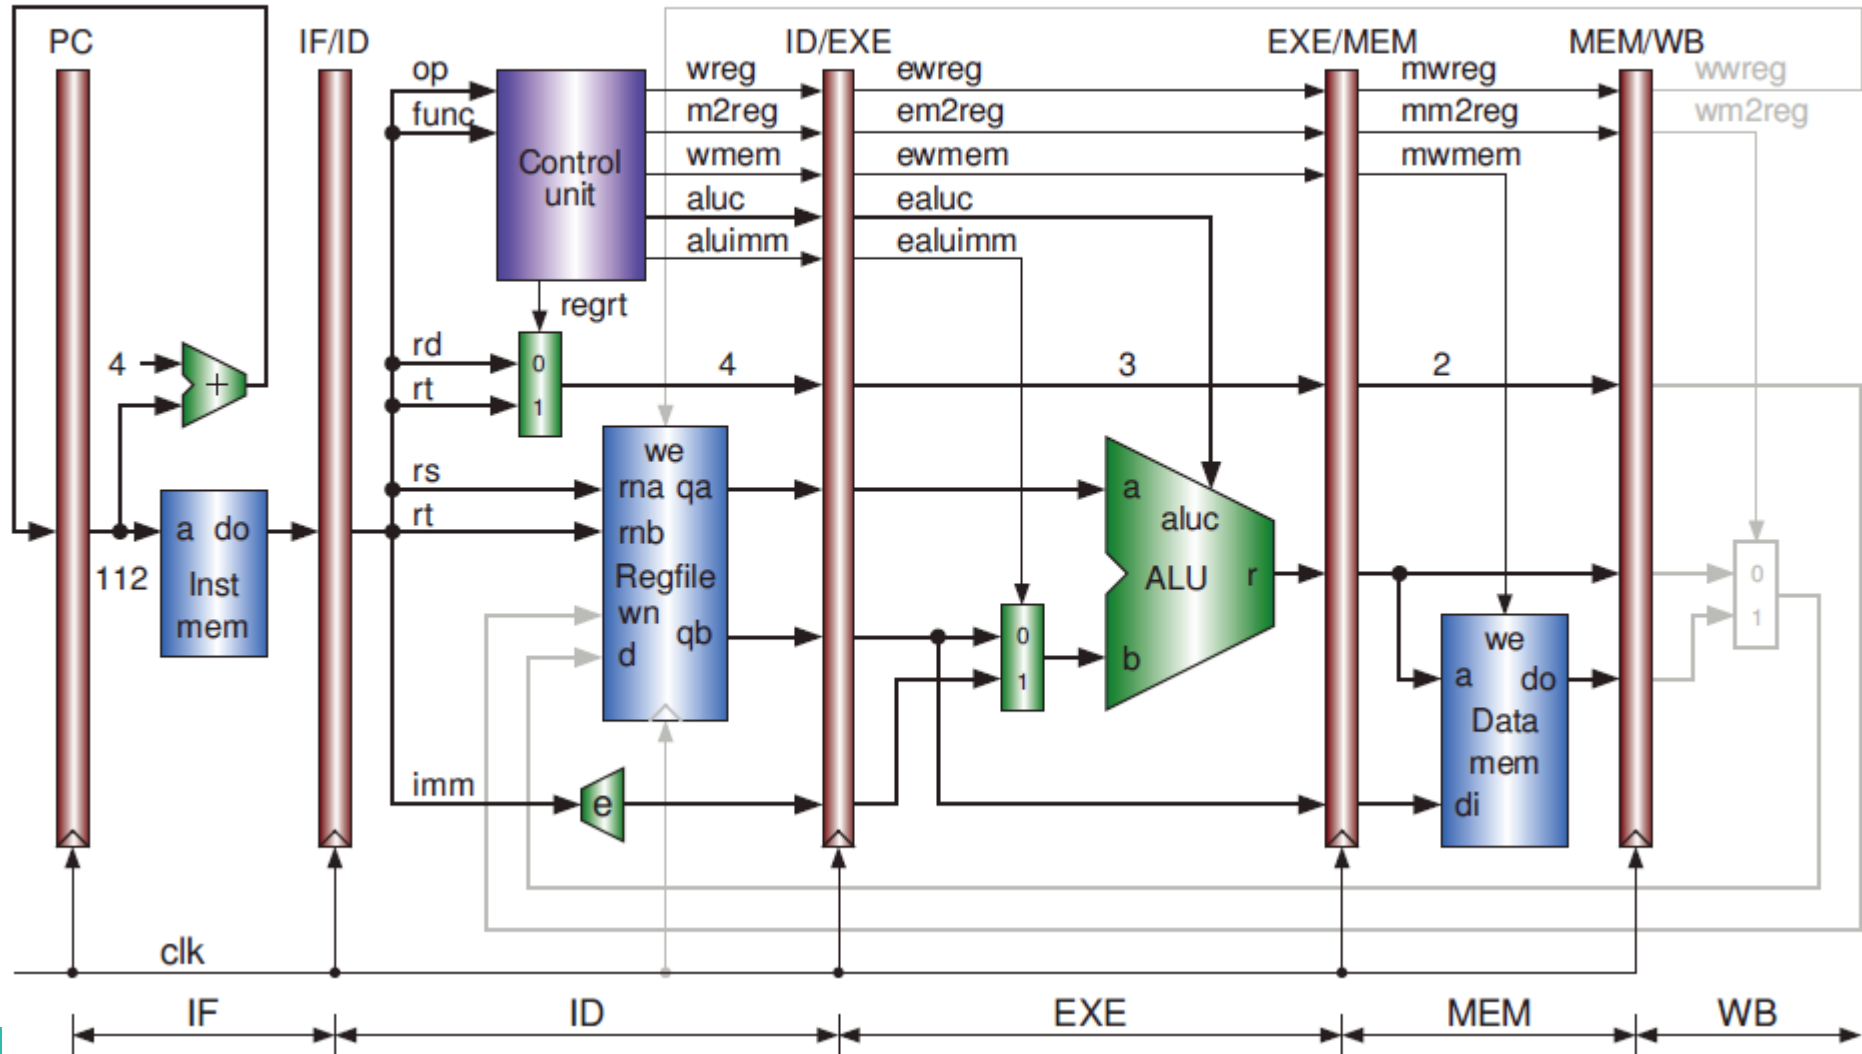 PC
IF/ID
ID/EXE
EXE/MEM
MEM/WB
op
func
Control
unit
wreg
m2reg
wmem
aluc
aluimm
ewreg
em2reg
ewmem
ealuc
ealuimm
mwreg
mm2reg
mwmem
wwreg
wm2reg
regrt
4
+
rd
rt
0
1
4
3
2
rs
rt
we
rna qa
rnb
Regfile
wn
qb
d
112
a do
Inst
mem
imm
e
0
1
a
aluc
ALU r
b
we
a do
Data
mem
di
0
1
clk
IF
ID
EXE
MEM
WB